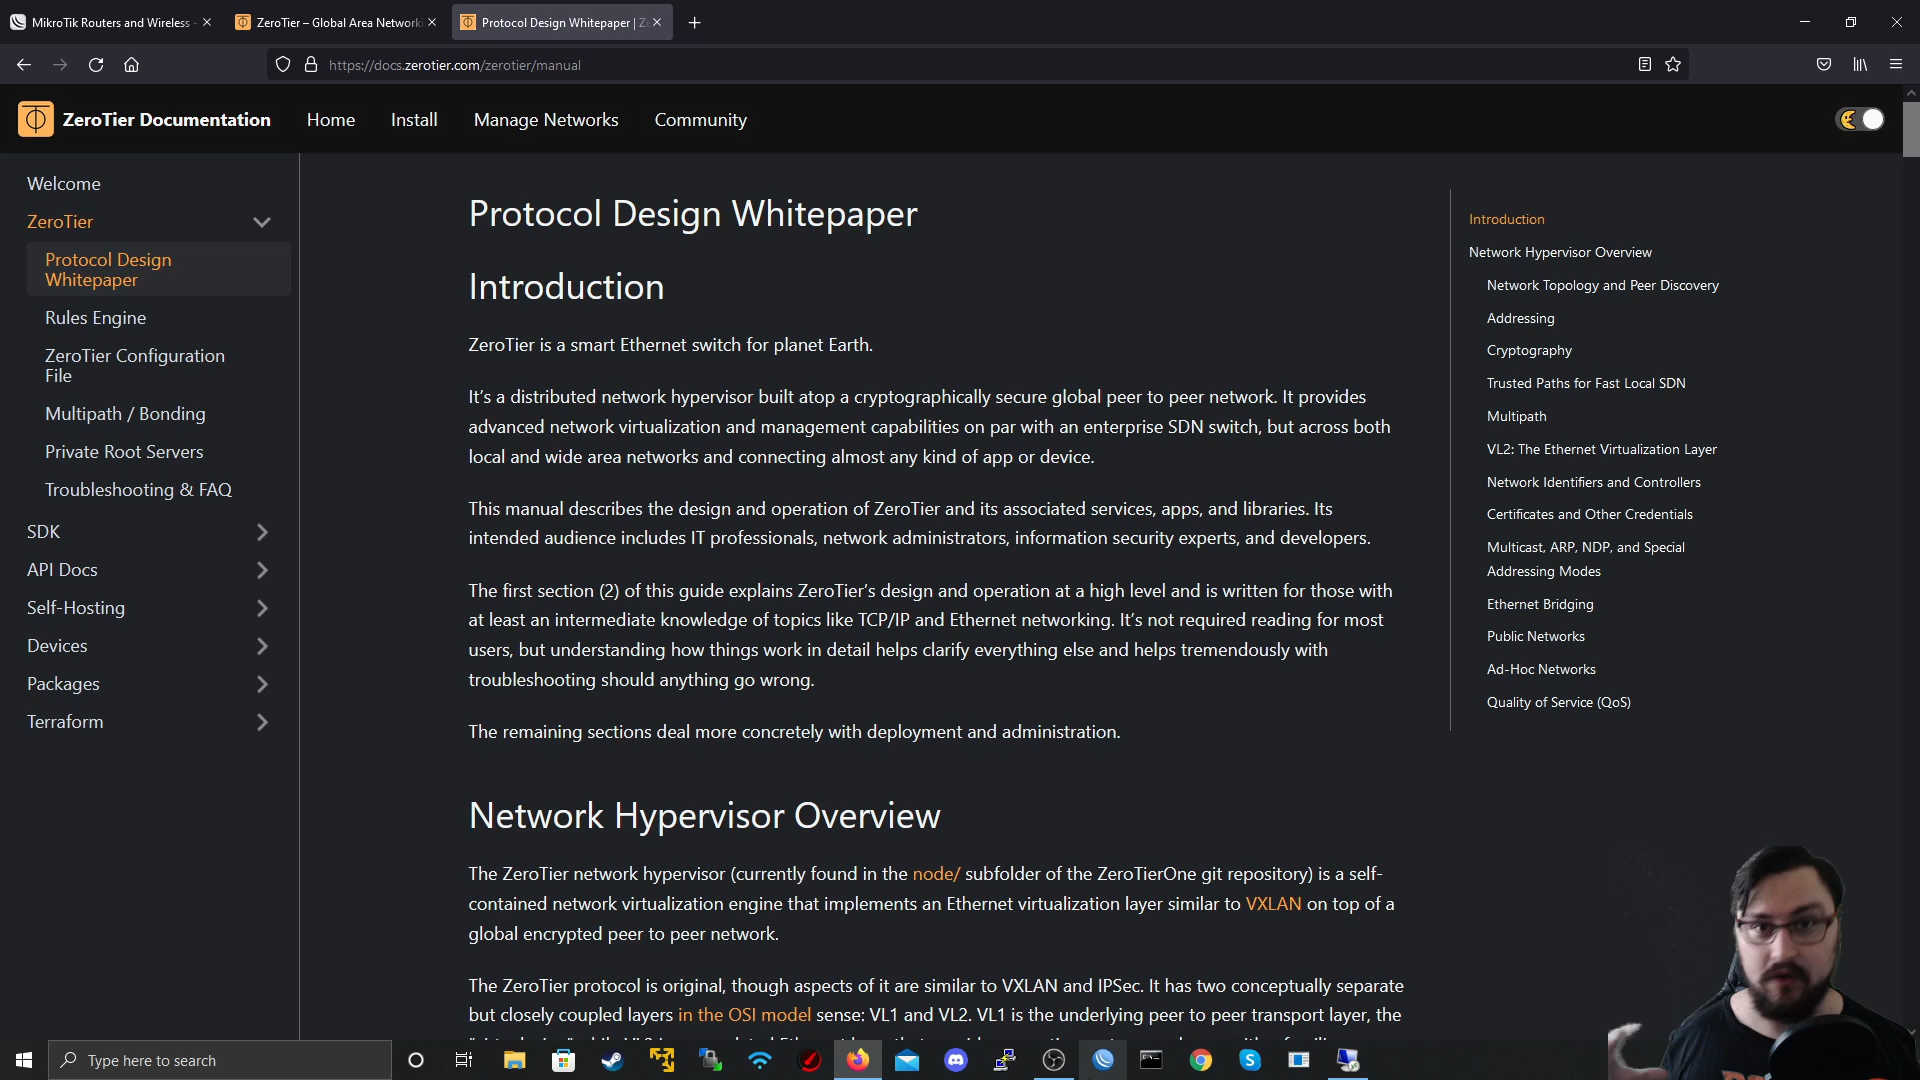 MikroTik Routers and Wireless -
ZeroTier – Global Area Networki
Protocol Design Whitepaper | Ze
https://docs.zerotier.com/zerotier/manual
ZeroTier Documentation
Home
Install
Manage Networks
Community
Welcome
ZeroTier
Protocol Design
Whitepaper
Rules Engine
ZeroTier Configuration
File
Multipath / Bonding
Private Root Servers
Troubleshooting & FAQ
SDK
API Docs
Self-Hosting
Devices
Packages
Terraform
Protocol Design Whitepaper
Introduction
ZeroTier is a smart Ethernet switch for planet Earth.
It’s a distributed network hypervisor built atop a cryptographically secure global peer to peer network. It provides
advanced network virtualization and management capabilities on par with an enterprise SDN switch, but across both
local and wide area networks and connecting almost any kind of app or device.
This manual describes the design and operation of ZeroTier and its associated services, apps, and libraries. Its
intended audience includes IT professionals, network administrators, information security experts, and developers.
The first section (2) of this guide explains ZeroTier’s design and operation at a high level and is written for those with
at least an intermediate knowledge of topics like TCP/IP and Ethernet networking. It’s not required reading for most
users, but understanding how things work in detail helps clarify everything else and helps tremendously with
troubleshooting should anything go wrong.
The remaining sections deal more concretely with deployment and administration.
Network Hypervisor Overview
The ZeroTier network hypervisor (currently found in the node/ subfolder of the ZeroTierOne git repository) is a self-
contained network virtualization engine that implements an Ethernet virtualization layer similar to VXLAN on top of a
global encrypted peer to peer network.
The ZeroTier protocol is original, though aspects of it are similar to VXLAN and IPSec. It has two conceptually separate
but closely coupled layers in the OSI model sense: VL1 and VL2. VL1 is the underlying peer to peer transport layer, the
Introduction
Network Hypervisor Overview
Network Topology and Peer Discovery
Addressing
Cryptography
Trusted Paths for Fast Local SDN
Multipath
VL2: The Ethernet Virtualization Layer
Network Identifiers and Controllers
Certificates and Other Credentials
Multicast, ARP, NDP, and Special
Addressing Modes
Ethernet Bridging
Public Networks
Ad-Hoc Networks
Quality of Service (QoS)
Type here to search